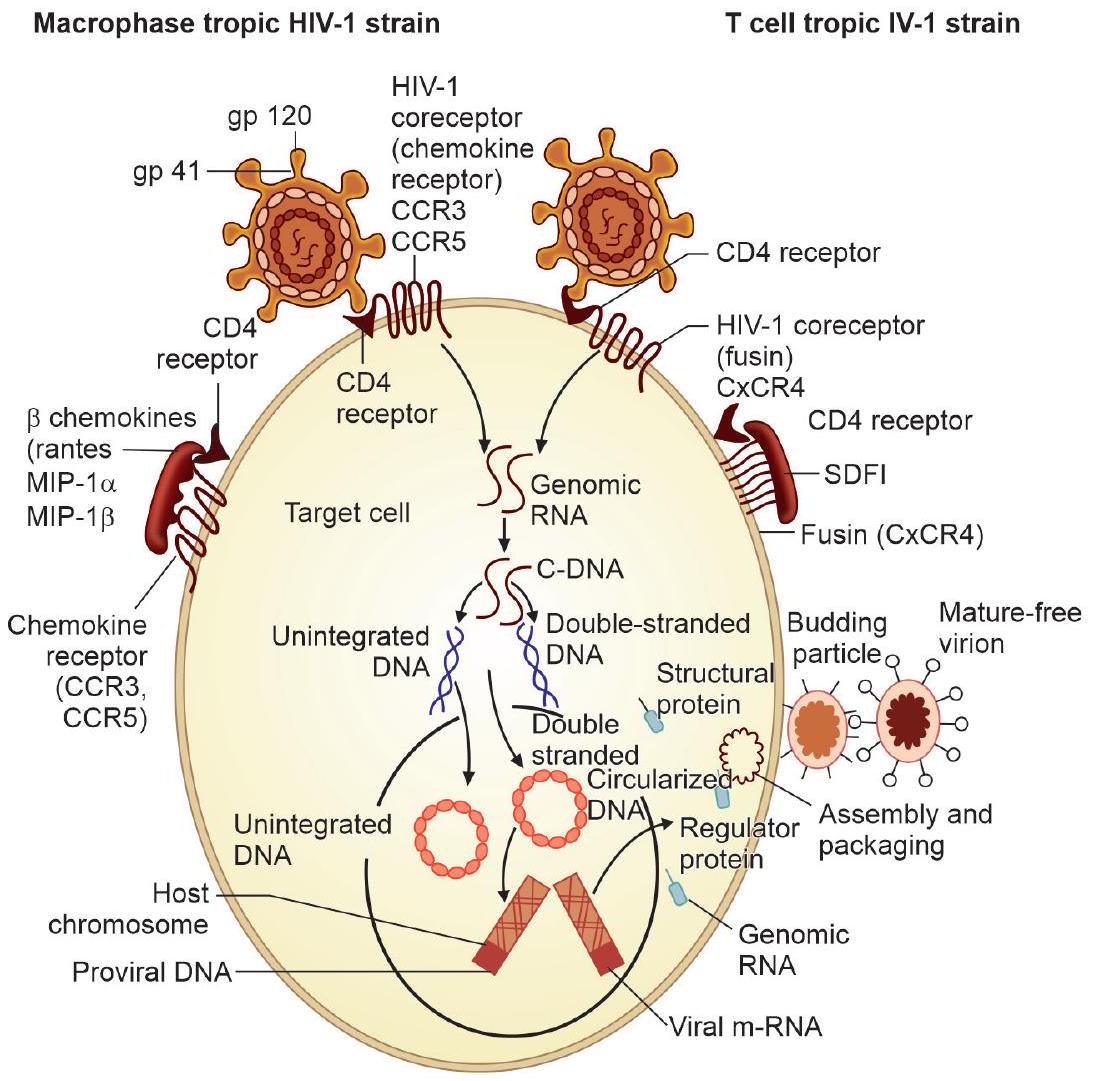 Macrophase tropic HIV-1 strain
T cell tropic IV-1 strain
gp 120
gp 41
HIV-1
coreceptor
(chemokine
receptor)
CCR3
CCR5
CD4 receptor
HIV-1 coreceptor
(fusin)
CxCR4
CD4
receptor
CD4
receptor
β chemokines
(rantes
MIP-1α
MIP-1β
CD4 receptor
SDFI
Fusin (CxCR4)
Target cell
Genomic
RNA
C-DNA
Chemokine
receptor
(CCR3,
CCR5)
Unintegrated
DNA
Double-stranded
DNA
Structural
protein
Budding
particle
Mature-free
virion
Double
stranded
Circularized
DNA
Unintegrated
DNA
Regulator
protein
Assembly and
packaging
Host
chromosome
Proviral DNA
Genomic
RNA
Viral m-RNA